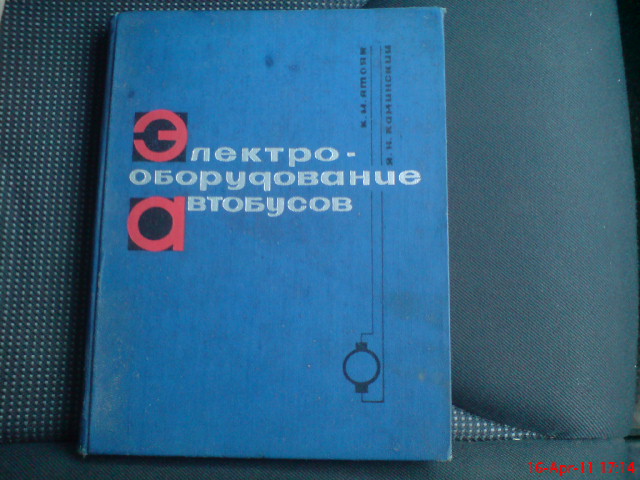 Электро-
оборудование
Автобусов
К. И. Атоян
Я. Н. Каминский
16-Apr-11 17:14